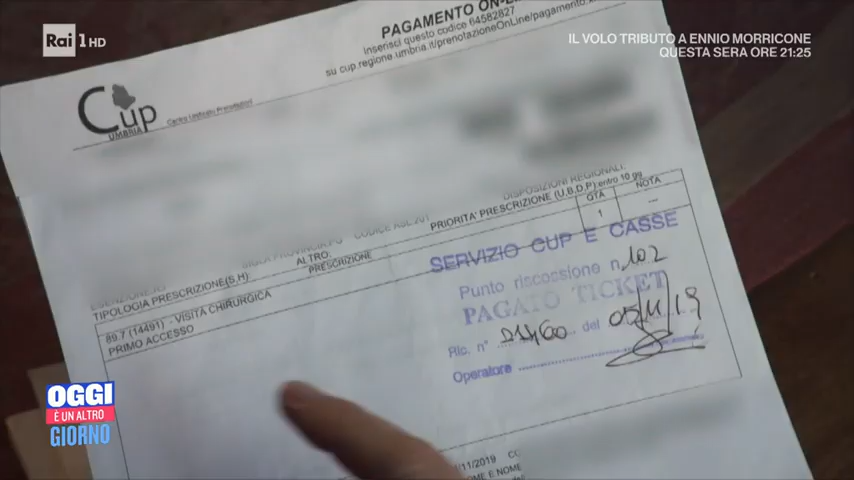 Rai 1 HD
IL VOLO TRIBUTO A ENNIO MORRICONE
QUESTA SERA ORE 21:25
PAGAMENTO ON-
Inserisci questo codice 64582827
su cup.regione.umbria.it/prenotazioneOnLine/pagamento.
Cup
UMBRIA
Centro Unificato Prenotazioni
DISPOSIZIONI REGIONALI:
PRIORITA' PRESCRIZIONE (U.B.D.P):entro 10 gg
QTA NOTA
1 ---
CODICE ASL 201
ALTRO:
TIPOLOGIA PRESCRIZIONE(S,H):
PRESCRIZIONE
89.7 (14491) - VISITA CHIRURGICA
PRIMO ACCESSO
SERVIZIO CUP E CASSE
Punto riscossione n. 102
PAGATO TICKET
Ric. n° del 05/11/19
Operatore
OGGI
È UN ALTRO
GIORNO
/11/2019
E NOME